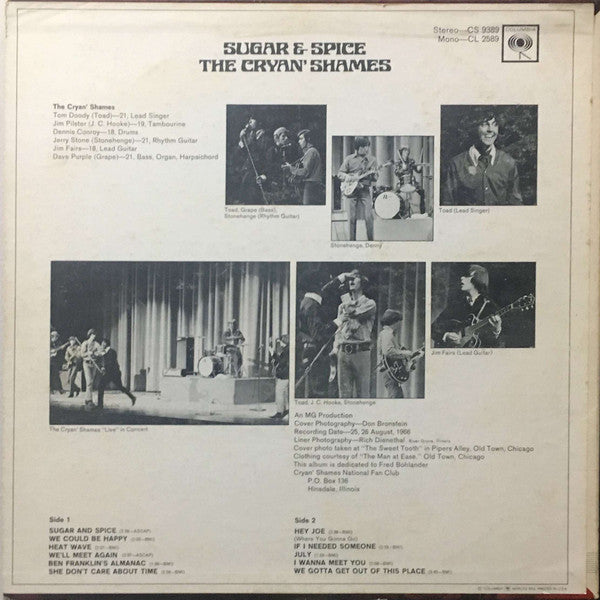 SUGAR & SPICE
THE CRYAN' SHAMES
Stereo—CS 9389
Mono—CL 2589
COLUMBIA
The Cryan' Shames
Tom Doody (Toad)—21, Lead Singer
Jim Pilster (J. C. Hooke)—19, Tambourine
Dennis Conroy—18, Drums
Jerry Stone (Stonehenge)—21, Rhythm Guitar
Jim Fairs—18, Lead Guitar
Dave Purple (Grape)—21, Bass, Organ, Harpsichord
Toad, Grape (Bass),
Stonehenge (Rhythm Guitar)
Stonehenge, Denny
Toad (Lead Singer)
The Cryan' Shames "Live" in Concert
Toad, J. C. Hooke, Stonehenge
Jim Fairs (Lead Guitar)
An MG Production
Cover Photography—Don Bronstein
Recording Date—25, 26 August, 1966
Liner Photography—Rich Dienethal River Grove, Illinois
Cover photo taken at "The Sweet Tooth" in Pipers Alley, Old Town, Chicago
Clothing courtesy of "The Man at Ease." Old Town, Chicago
This album is dedicated to Fred Bohlander
Cryan' Shames National Fan Club
P.O. Box 136
Hinsdale, Illinois
Side 1
SUGAR AND SPICE
WE COULD BE HAPPY
HEAT WAVE
WE'LL MEET AGAIN
BEN FRANKLIN'S ALMANAC
SHE DON'T CARE ABOUT TIME
Side 2
HEY JOE
(Where You Gonna Go)
IF I NEEDED SOMEONE
JULY
I WANNA MEET YOU
WE GOTTA GET OUT OF THIS PLACE